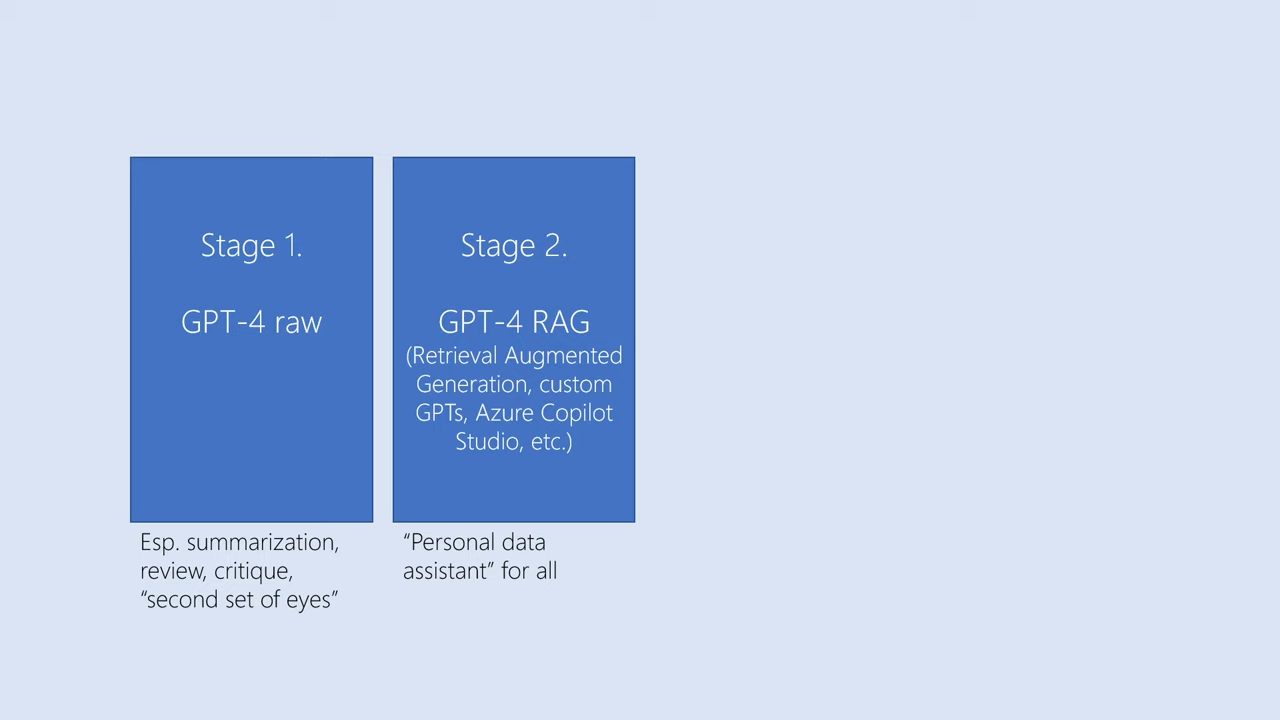 Stage 1.
GPT-4 raw
Esp. summarization,
review, critique,
“second set of eyes”
Stage 2.
GPT-4 RAG
(Retrieval Augmented
Generation, custom
GPTs, Azure Copilot
Studio, etc.)
“Personal data
assistant” for all